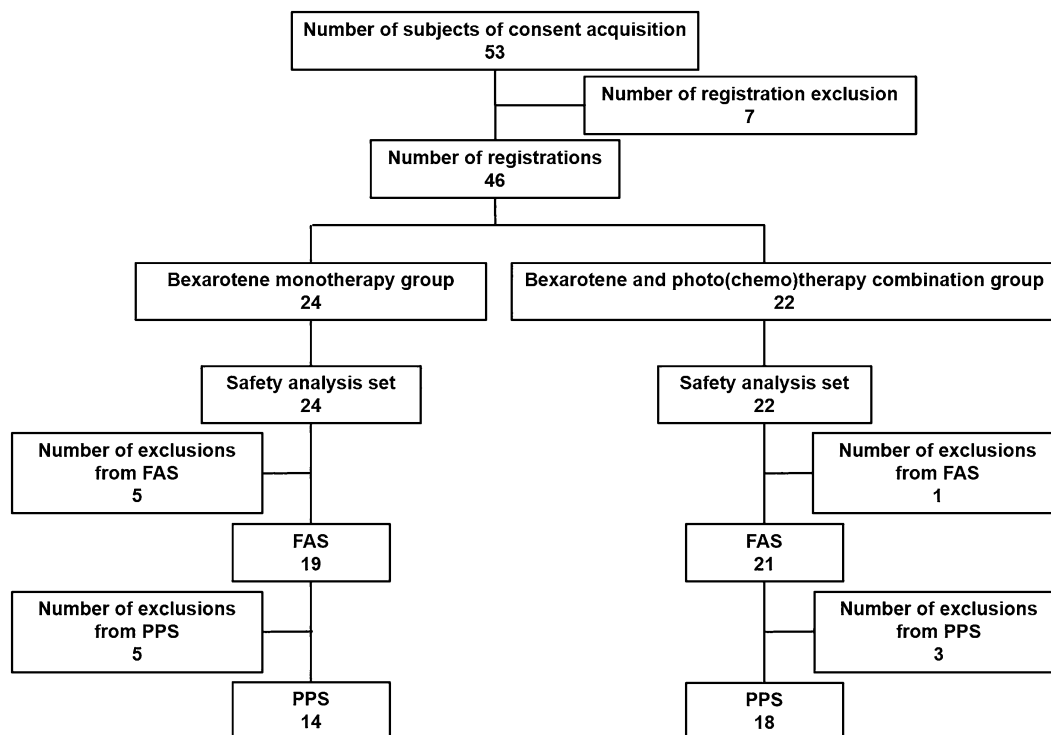 Number of subjects of consent acquisition
53
Number of registration exclusion
7
Number of registrations
46
Bexarotene monotherapy group
24
Bexarotene and photo(chemo)therapy combination group
22
Safety analysis set
24
Safety analysis set
22
Number of exclusions
from FAS
5
Number of exclusions
from FAS
1
FAS
19
FAS
21
Number of exclusions
from PPS
5
Number of exclusions
from PPS
3
PPS
14
PPS
18